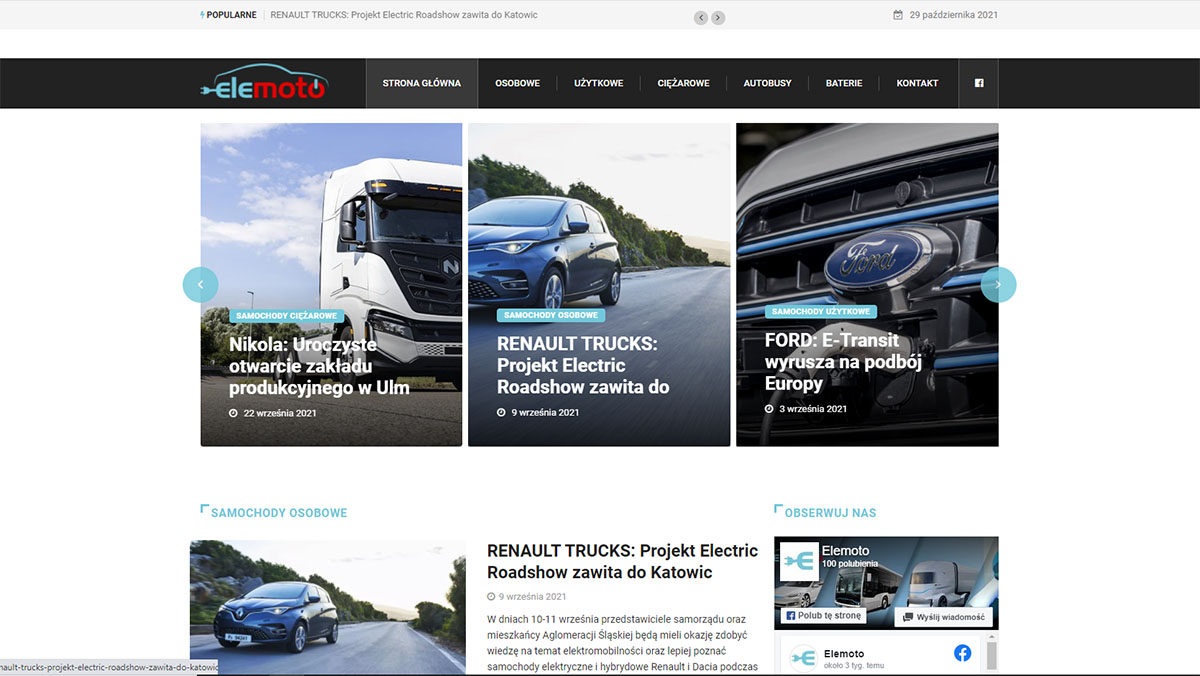 POPULARNE
RENAULT TRUCKS: Projekt Electric Roadshow zawita do Katowic
29 października 2021
elemoto
STRONA GŁÓWNA
OSOBOWE
UŻYTKOWE
CIĘŻAROWE
AUTOBUSY
BATERIE
KONTAKT
SAMOCHODY CIĘŻAROWE
Nikola: Uroczyste
otwarcie zakładu
produkcyjnego w Ulm
22 września 2021
SAMOCHODY OSOBOWE
RENAULT TRUCKS:
Projekt Electric
Roadshow zawita do
9 września 2021
Ford
SAMOCHODY UŻYTKOWE
FORD: E-Transit
wyrusza na podbój
Europy
3 września 2021
SAMOCHODY OSOBOWE
RENAULT TRUCKS: Projekt Electric
Roadshow zawita do Katowic
9 września 2021
W dniach 10-11 września przedstawiciele samorządu oraz
mieszkańcy Aglomeracji Śląskiej będą mieli okazję zdobyć
wiedzę na temat elektromobilności oraz lepiej poznać
samochody elektryczne i hybrydowe Renault i Dacia podczas
OBSERWUJ NAS
Elemoto
100 polubienia
Polub tę stronę
Wyślij wiadomość
Elemoto
około 3 tyg. temu
nault-trucks-projekt-electric-roadshow-zawita-do-katowic